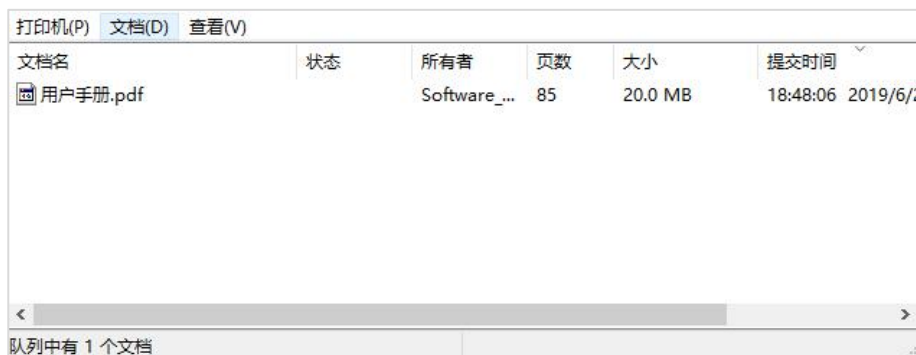 打印机(P) 文档(D) 查看(V)
文档名 状态 所有者 页数 大小 提交时间
用户手册.pdf Software_... 85 20.0 MB 18:48:06 2019/6/
队列中有 1 个文档